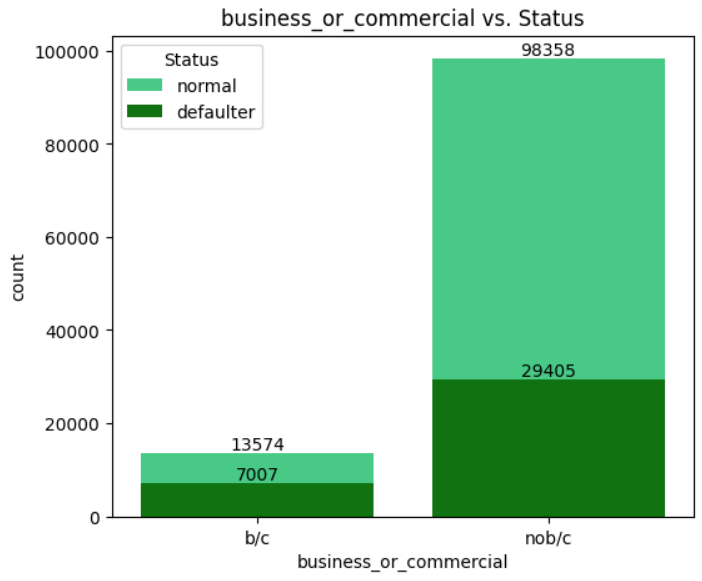 business_or_commercial vs. Status
Status
normal
defaulter
count
100000
80000
60000
40000
20000
0
13574
7007
98358
29405
b/c
nob/c
business_or_commercial